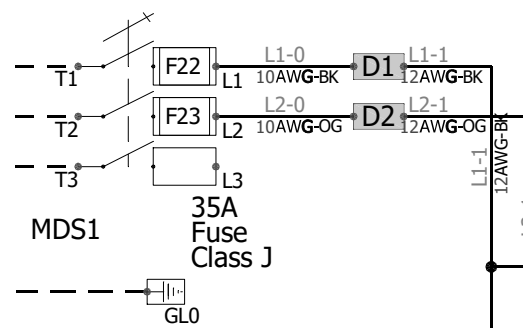 T1 F22 L1 L1-0 10AWG-BK D1 L1-1 12AWG-BK
T2 F23 L2 L2-0 10AWG-OG D2 L2-1 12AWG-OG
T3 L3
L1-1
12AWG-BK
MDS1
35A
Fuse
Class J
GL0